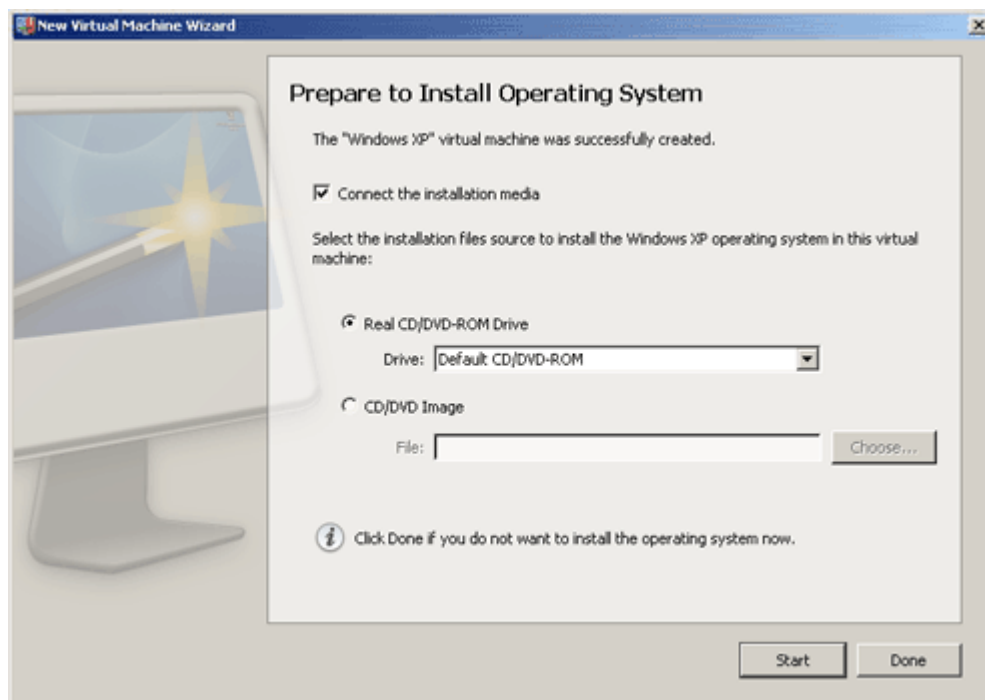 New Virtual Machine Wizard
Prepare to Install Operating System
The "Windows XP" virtual machine was successfully created.
Connect the installation media
Select the installation files source to install the Windows XP operating system in this virtual
machine:
Real CD/DVD-ROM Drive
Drive: Default CD/DVD-ROM
CD/DVD Image
File: Choose...
Click Done if you do not want to install the operating system now.
Start Done